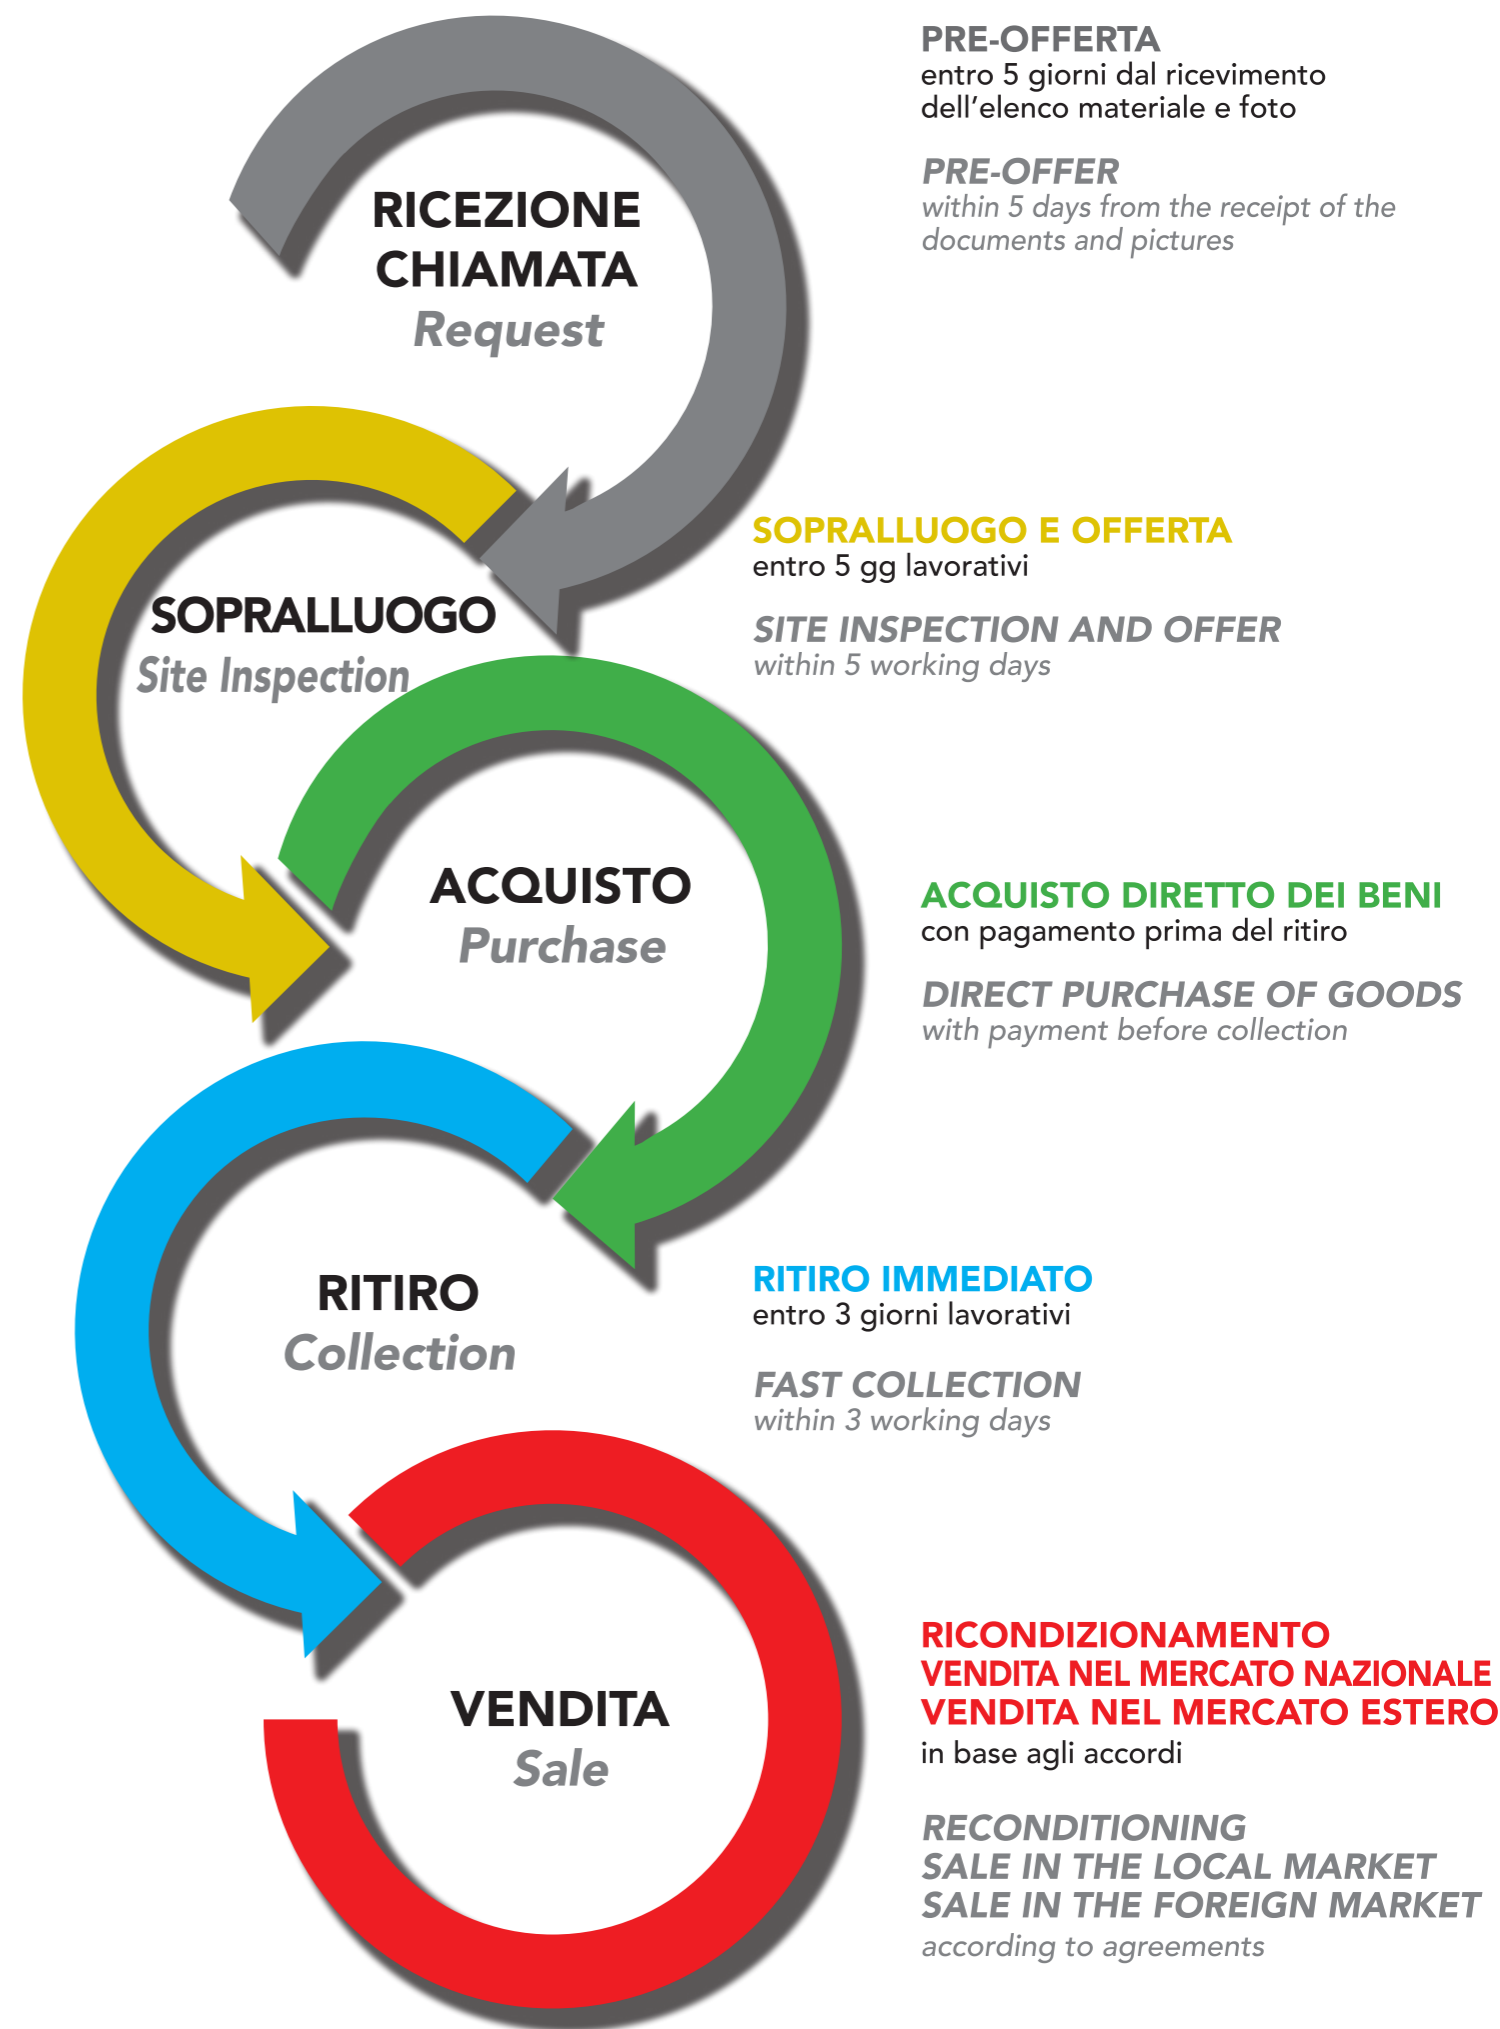 PRE-OFFERTA
entro 5 giorni dal ricevimento
dell'elenco materiale e foto
PRE-OFFER
within 5 days from the receipt of the
documents and pictures
RICEZIONE
CHIAMATA
Request
SOPRALLUOGO E OFFERTA
entro 5 gg lavorativi
SITE INSPECTION AND OFFER
within 5 working days
SOPRALLUOGO
Site Inspection
ACQUISTO
Purchase
ACQUISTO DIRETTO DEI BENI
con pagamento prima del ritiro
DIRECT PURCHASE OF GOODS
with payment before collection
RITIRO
Collection
RITIRO IMMEDIATO
entro 3 giorni lavorativi
FAST COLLECTION
within 3 working days
VENDITA
Sale
RICONDIZIONAMENTO
VENDITA NEL MERCATO NAZIONALE
VENDITA NEL MERCATO ESTERO
in base agli accordi
RECONDITIONING
SALE IN THE LOCAL MARKET
SALE IN THE FOREIGN MARKET
according to agreements